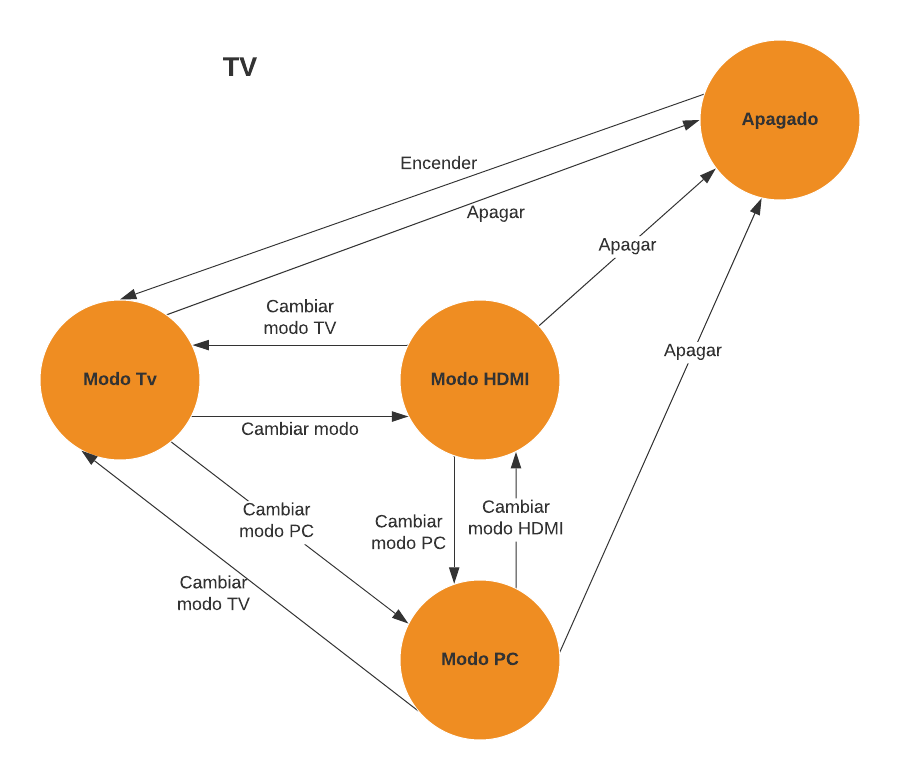 TV
Apagado
Encender
Apagar
Apagar
Cambiar
modo TV
Apagar
Modo Tv
Modo HDMI
Cambiar modo
Cambiar
modo PC
Cambiar
modo PC
Cambiar
modo HDMI
Cambiar
modo TV
Modo PC